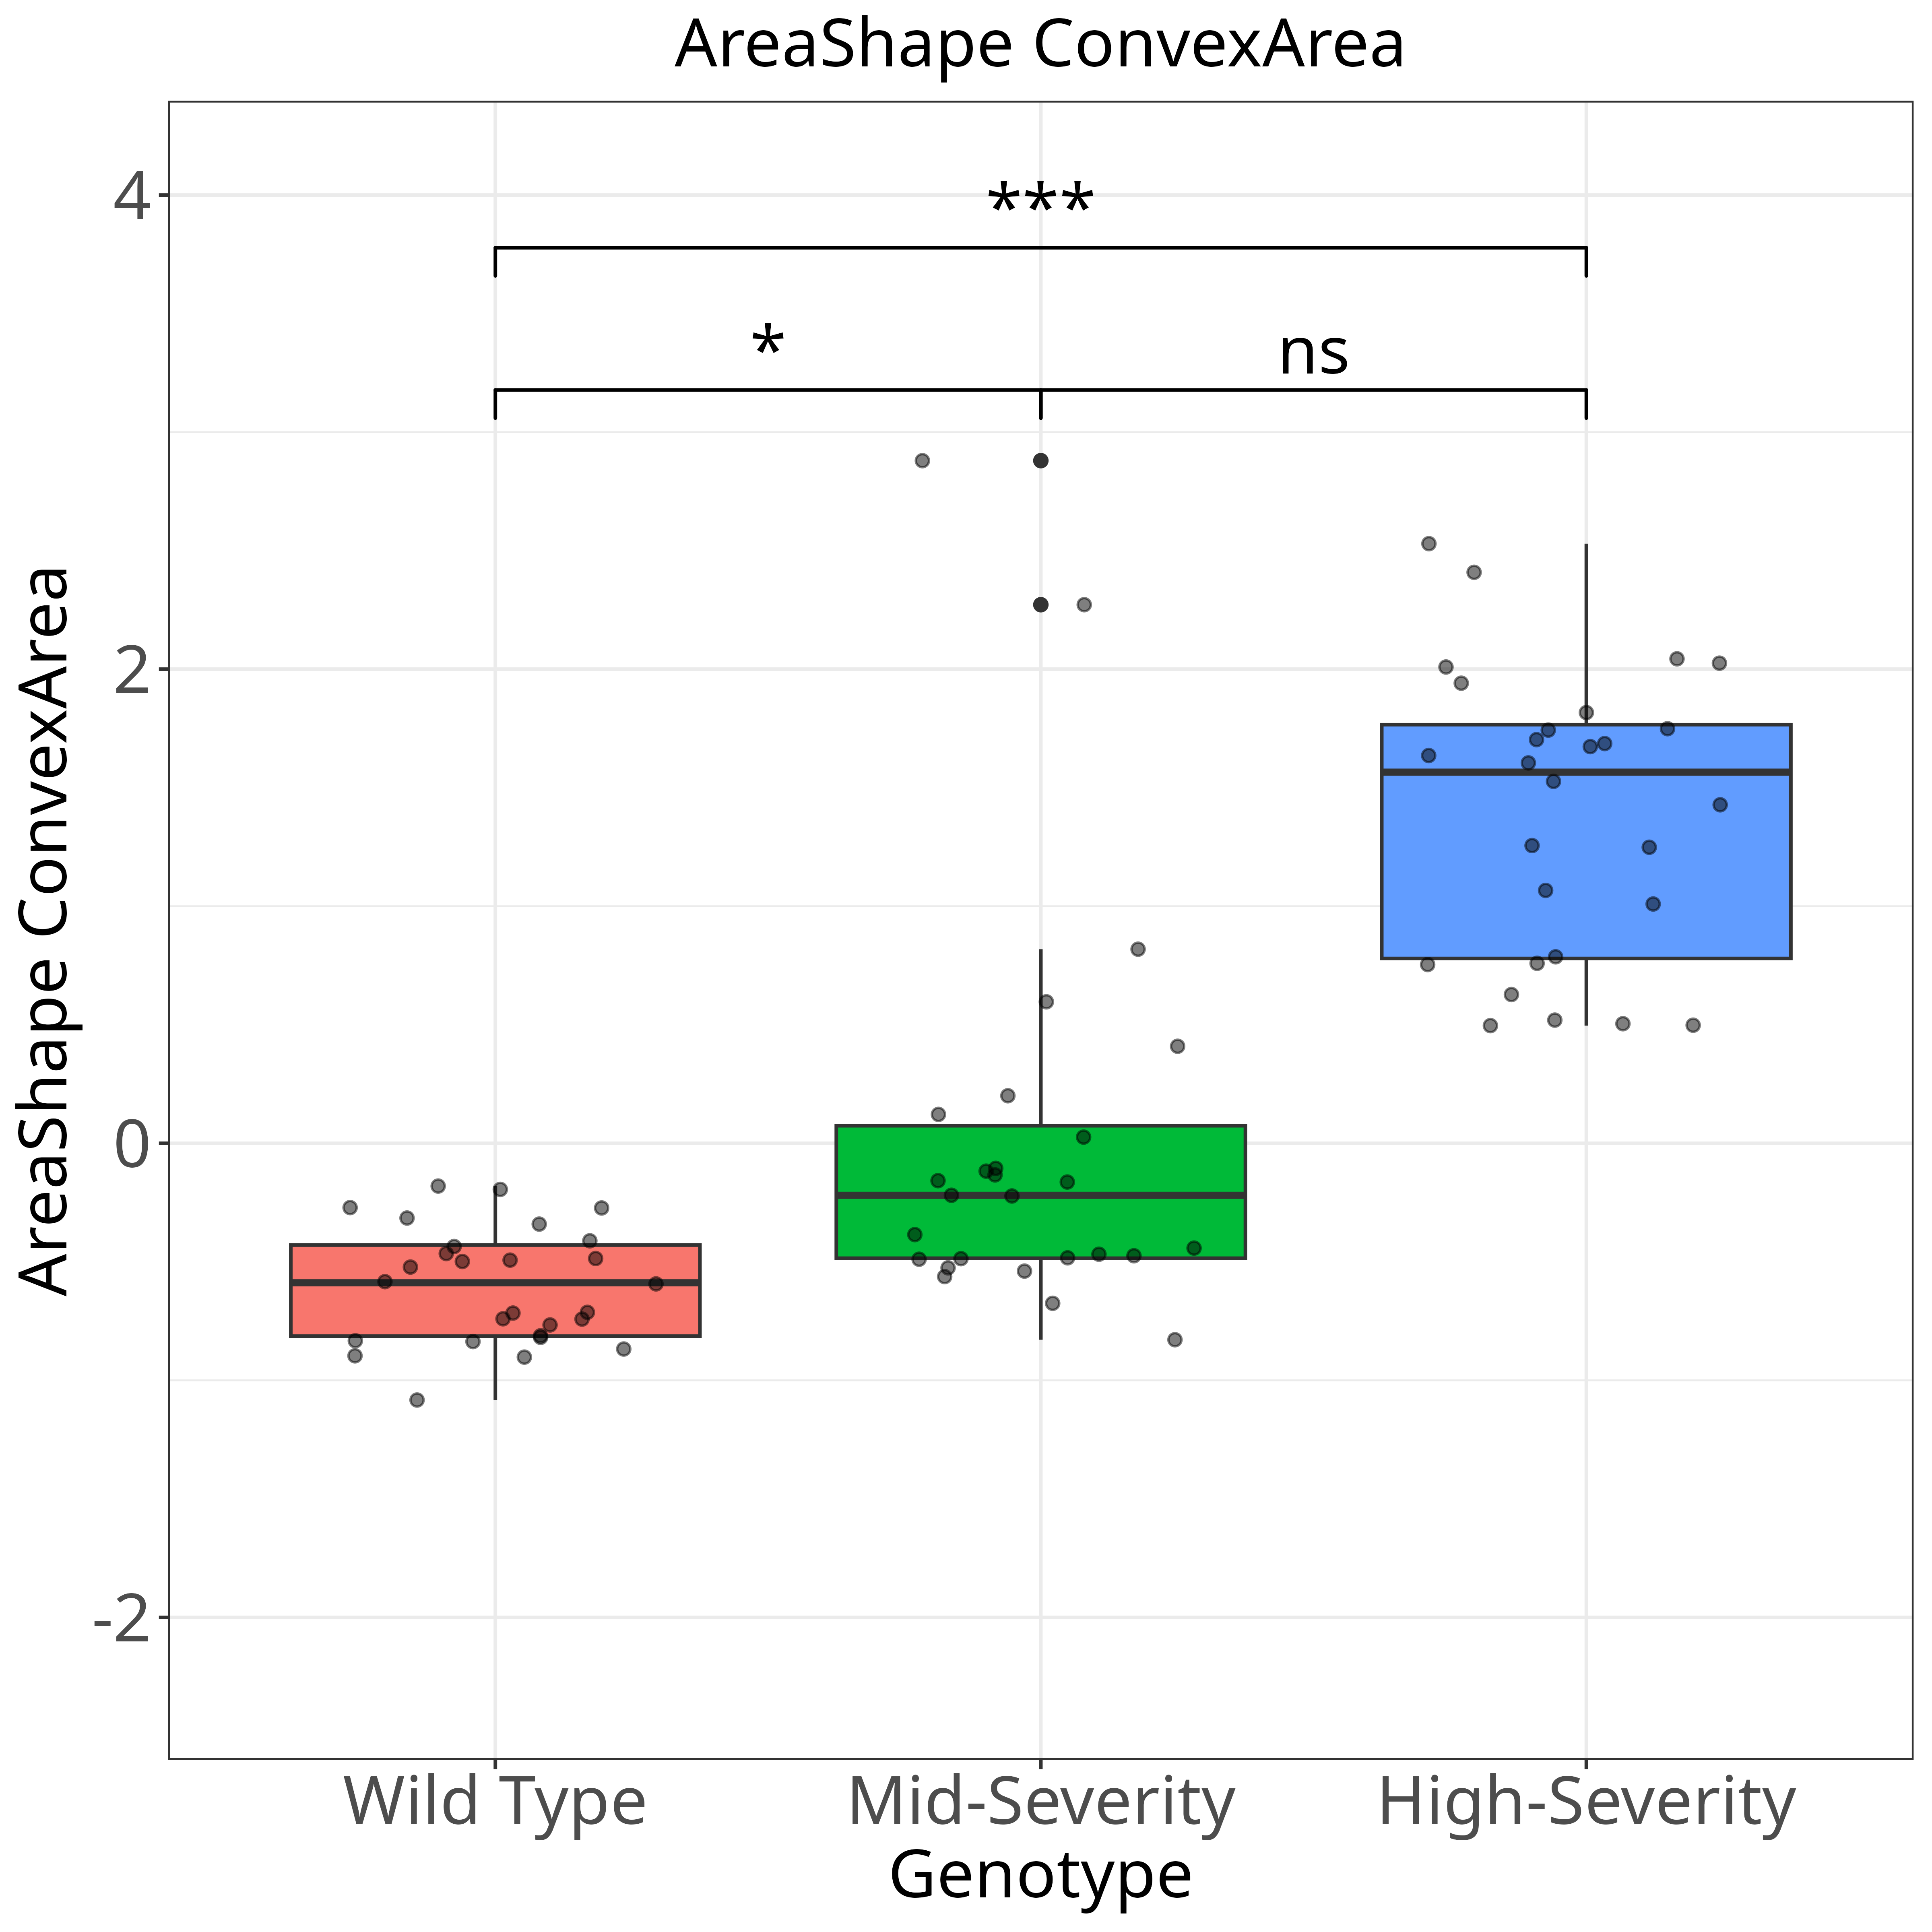 AreaShape ConvexArea
AreaShape ConvexArea
4
2
0
-2
***
*
ns
Wild Type
Mid-Severity
High-Severity
Genotype